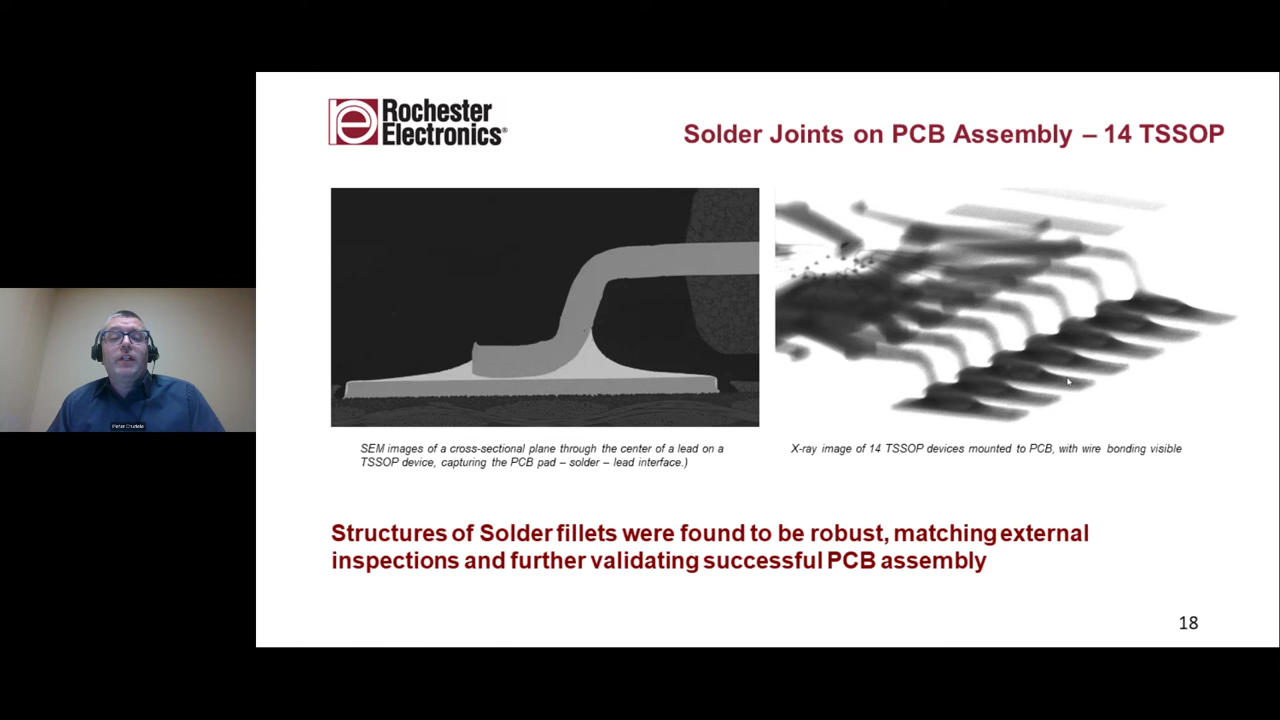 Rochester
Electronics®
Solder Joints on PCB Assembly – 14 TSSOP
SEM images of a cross-sectional plane through the center of a lead on a
TSSOP device, capturing the PCB pad – solder – lead interface.)
X-ray image of 14 TSSOP devices mounted to PCB, with wire bonding visible
Peter Crudele
Structures of Solder fillets were found to be robust, matching external
inspections and further validating successful PCB assembly
18